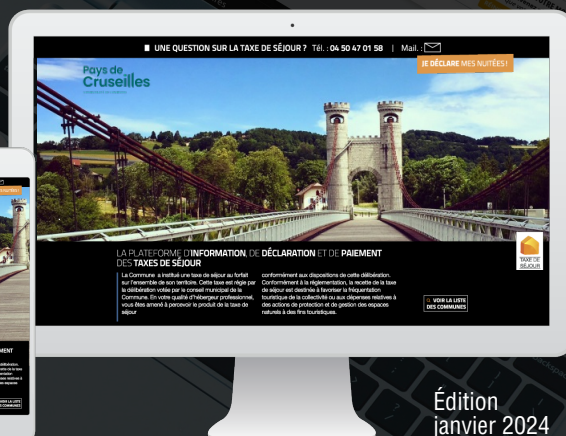 UNE QUESTION SUR LA TAXE DE SÉJOUR ? Tél. : 04 50 47 01 58 | Mail. :
JE DÉCLARE MES NUITÉES !
Pays de
Cruseilles
LA PLATEFORME D'INFORMATION, DE DÉCLARATION ET DE PAIEMENT
DES TAXES DE SÉJOUR
La Commune a institué une taxe de séjour au forfait
sur l'ensemble de son territoire. Cette taxe est régie par
la délibération votée par le conseil municipal de la
Commune. En votre qualité d'hébergeur professionnel,
vous êtes amené à percevoir le produit de la taxe de
séjour
conformément aux dispositions de cette délibération.
Conformément à la réglementation, la recette de la taxe
de séjour est destinée à favoriser la fréquentation
touristique de la collectivité ou aux dépenses relatives à
des actions de protection et de gestion des espaces
naturels à des fins touristiques.
TAXE DE
SÉJOUR
VOIR LA LISTE
DES COMMUNES
Édition
janvier 2024